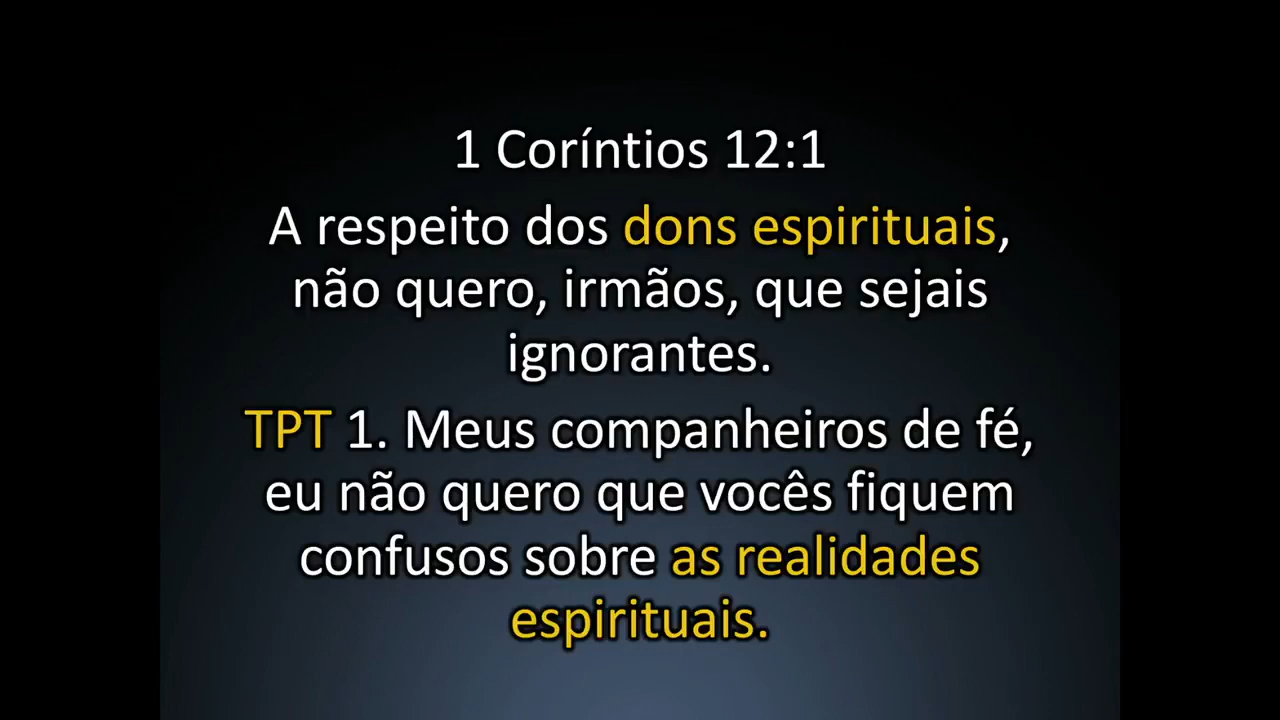 1 Coríntios 12:1
A respeito dos dons espirituais,
não quero, irmãos, que sejais
ignorantes.
TPT 1. Meus companheiros de fé,
eu não quero que vocês fiquem
confusos sobre as realidades
espirituais.